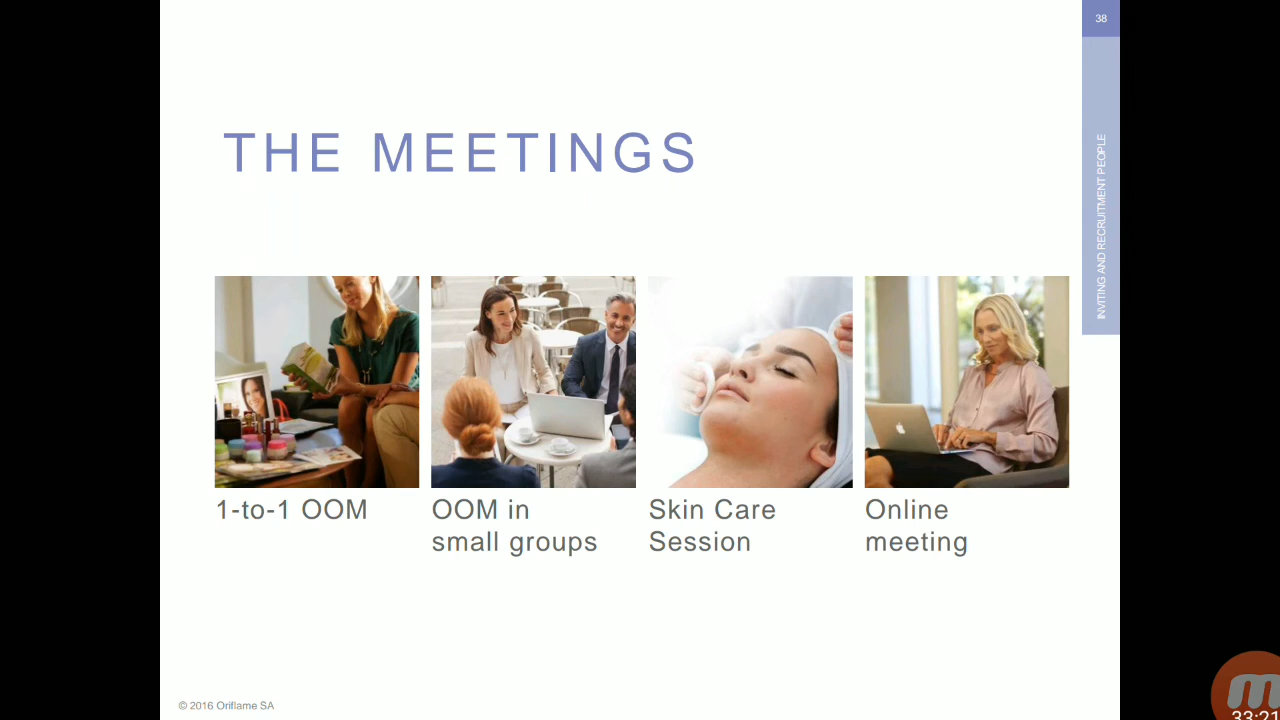 38
INVITING AND RECRUITMENT PEOPLE
THE MEETINGS
1-to-1 OOM
OOM in
small groups
Skin Care
Session
Online
meeting
© 2016 Oriflame SA
33:21